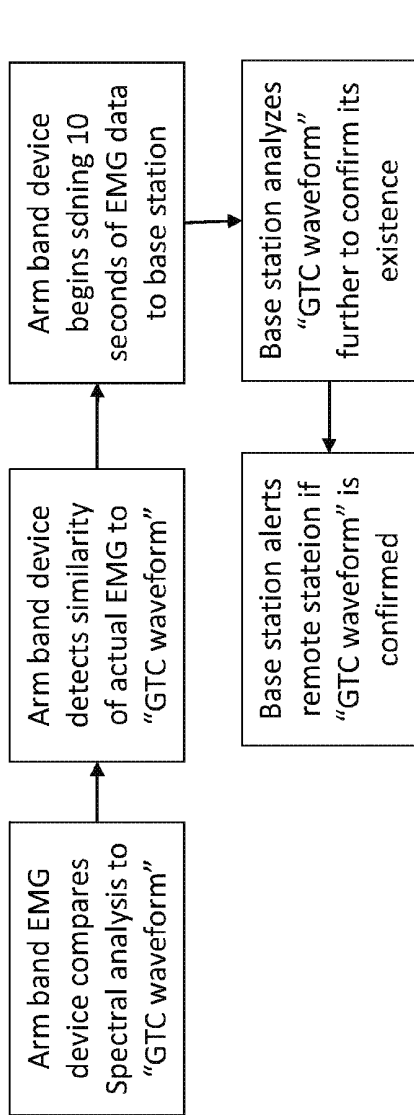 Arm band EMG
device compares
Spectral analysis to
“GTC waveform”
Arm band device
detects similarity
of actual EMG to
“GTC waveform”
Arm band device
begins sdning 10
seconds of EMG data
to base station
Base station analyzes
“GTC waveform”
further to confirm its
existence
Base station alerts
remote stateion if
“GTC waveform” is
confirmed